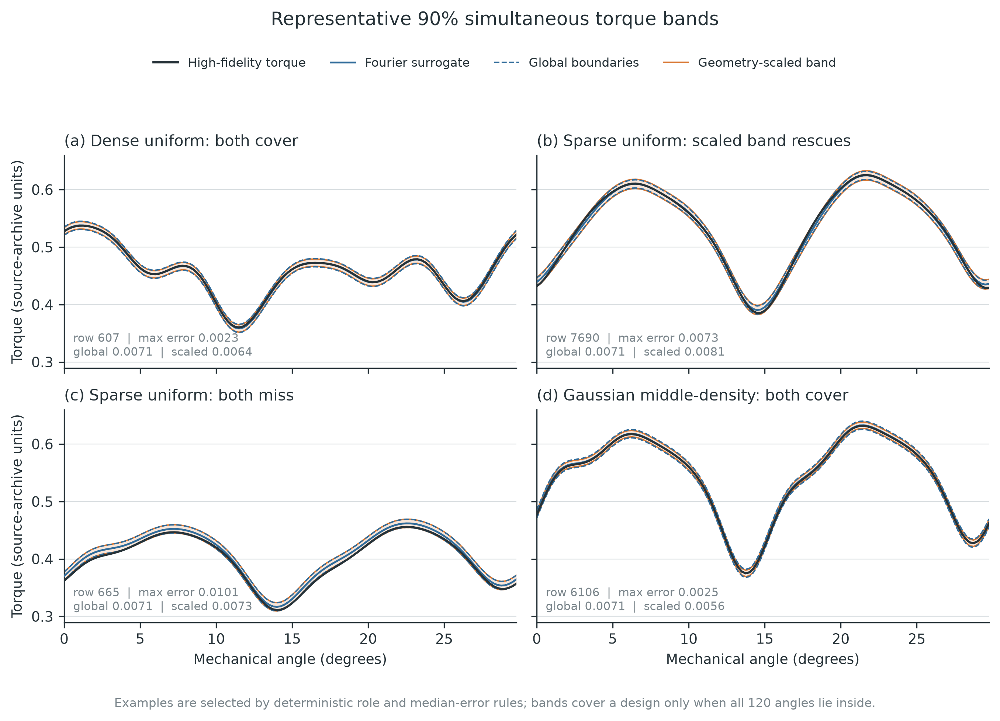 Representative 90% simultaneous torque bands
High-fidelity torque
Fourier surrogate
Global boundaries
Geometry-scaled band
(a) Dense uniform: both cover
Torque (source-archive units)
0.6
0.5
0.4
0.3
row 607 | max error 0.0023
global 0.0071 | scaled 0.0064
(b) Sparse uniform: scaled band rescues
row 7690 | max error 0.0073
global 0.0071 | scaled 0.0081
(c) Sparse uniform: both miss
Torque (source-archive units)
0.6
0.5
0.4
0.3
row 665 | max error 0.0101
global 0.0071 | scaled 0.0073
0 5 10 15 20 25
Mechanical angle (degrees)
(d) Gaussian middle-density: both cover
row 6106 | max error 0.0025
global 0.0071 | scaled 0.0056
0 5 10 15 20 25
Mechanical angle (degrees)
Examples are selected by deterministic role and median-error rules; bands cover a design only when all 120 angles lie inside.